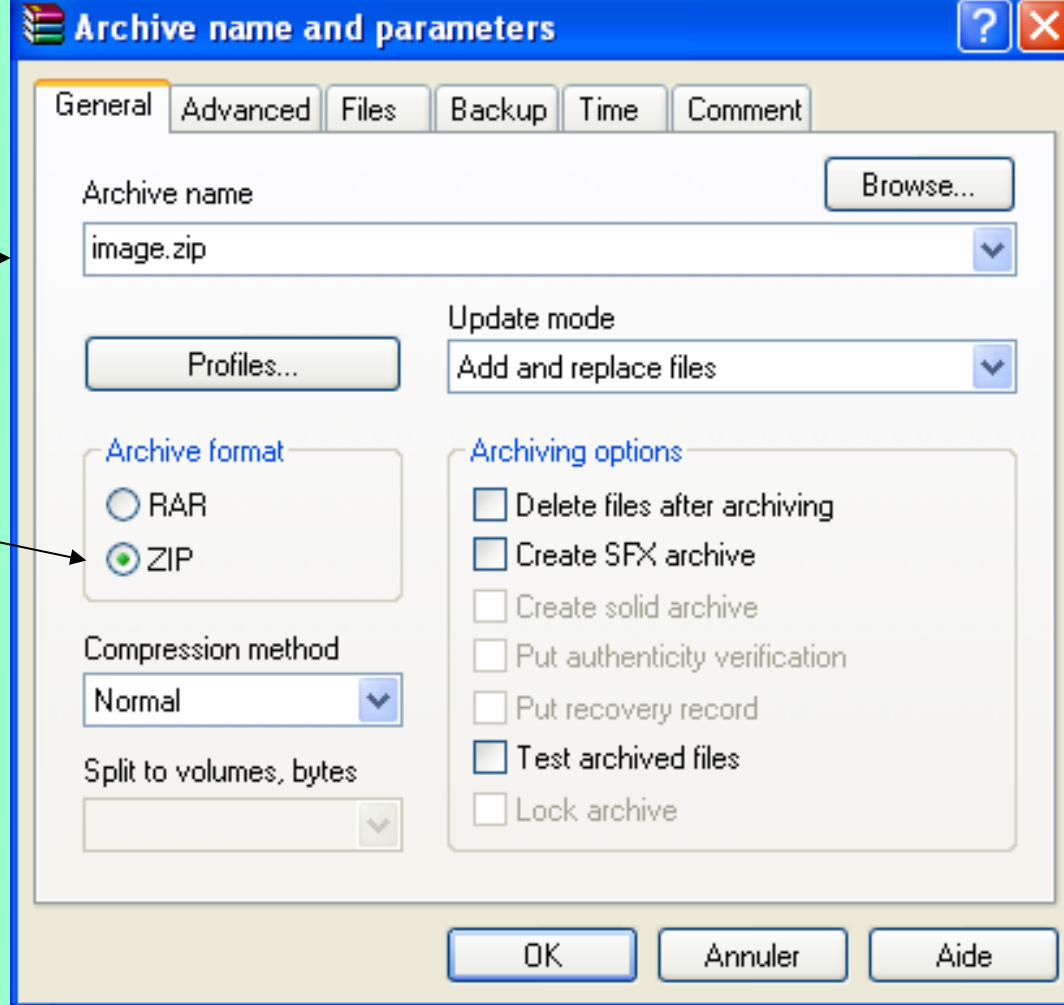 Archive name and parameters
General Advanced Files Backup Time Comment
Archive name
Browse...
image.zip
Update mode
Profiles...
Add and replace files
Archive format
RAR
ZIP
Archiving options
Delete files after archiving
Create SFX archive
Create solid archive
Put authenticity verification
Put recovery record
Test archived files
Lock archive
Compression method
Normal
Split to volumes, bytes
OK Annuler Aide